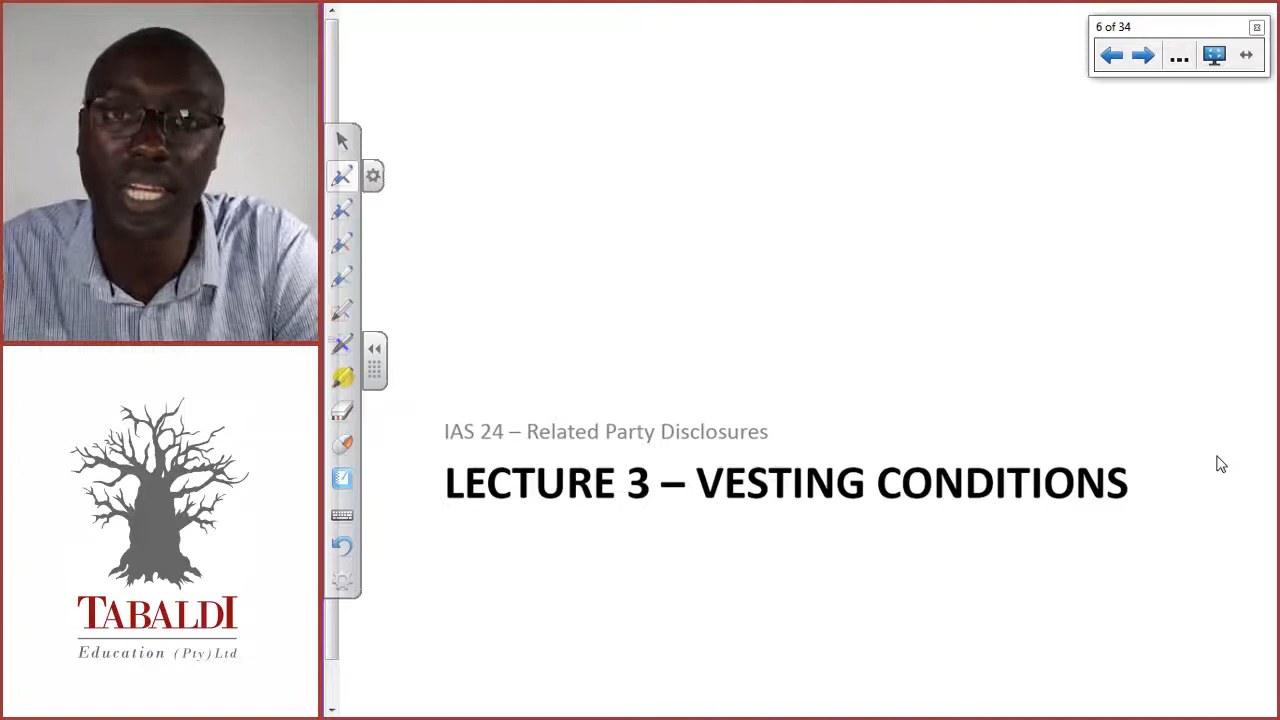 6 of 34
IAS 24 – Related Party Disclosures
LECTURE 3 – VESTING CONDITIONS
TABALDI
Education (Pty) Ltd